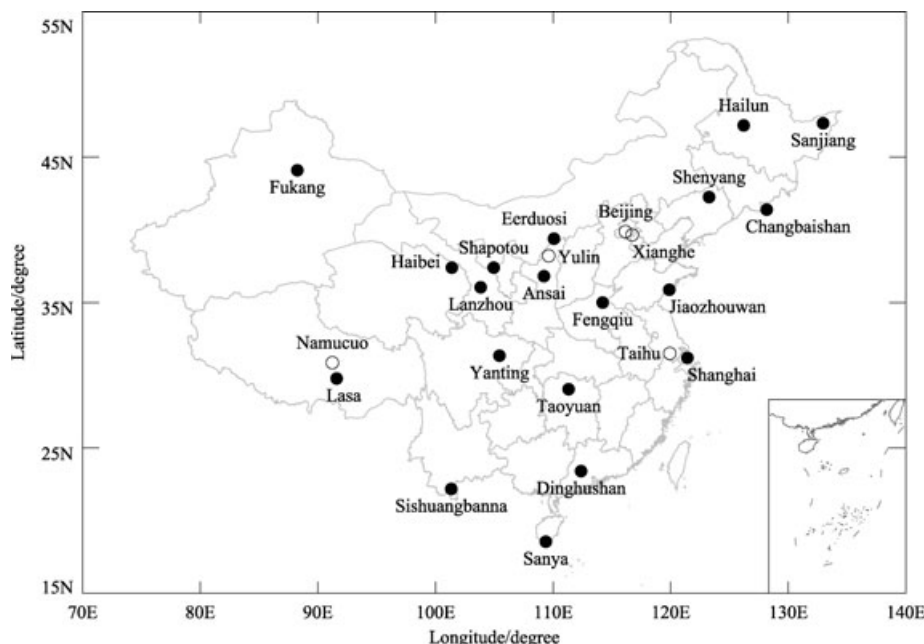 55N
Hailun
Sanjiang
45N
Shenyang
Fukang
Beijing
Changbaishan
Eerduosi
Shapotou
Yulin
Xianghe
Haibei
Lanzhou
Ansai
Jiaozhouwan
35N
Fengqiu
Namucuo
Taihu
Yanting
Shanghai
Lasa
Taoyuan
25N
Dinghushan
Sishuangbanna
Sanya
15N
70E 80E 90E 100E 110E 120E 130E 140E
Longitude/degree
Latitude/degree